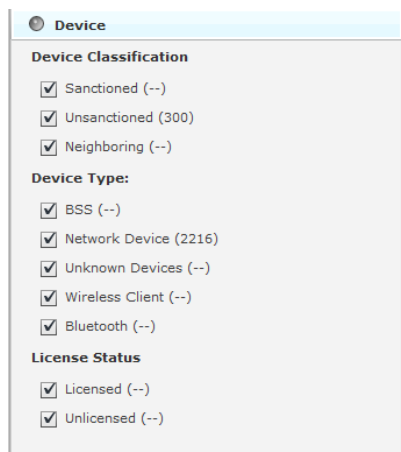 Device
Device Classification
Sanctioned (--)
Unsanctioned (300)
Neighboring (--)
Device Type:
BSS (--)
Network Device (2216)
Unknown Devices (--)
Wireless Client (--)
Bluetooth (--)
License Status
Licensed (--)
Unlicensed (--)